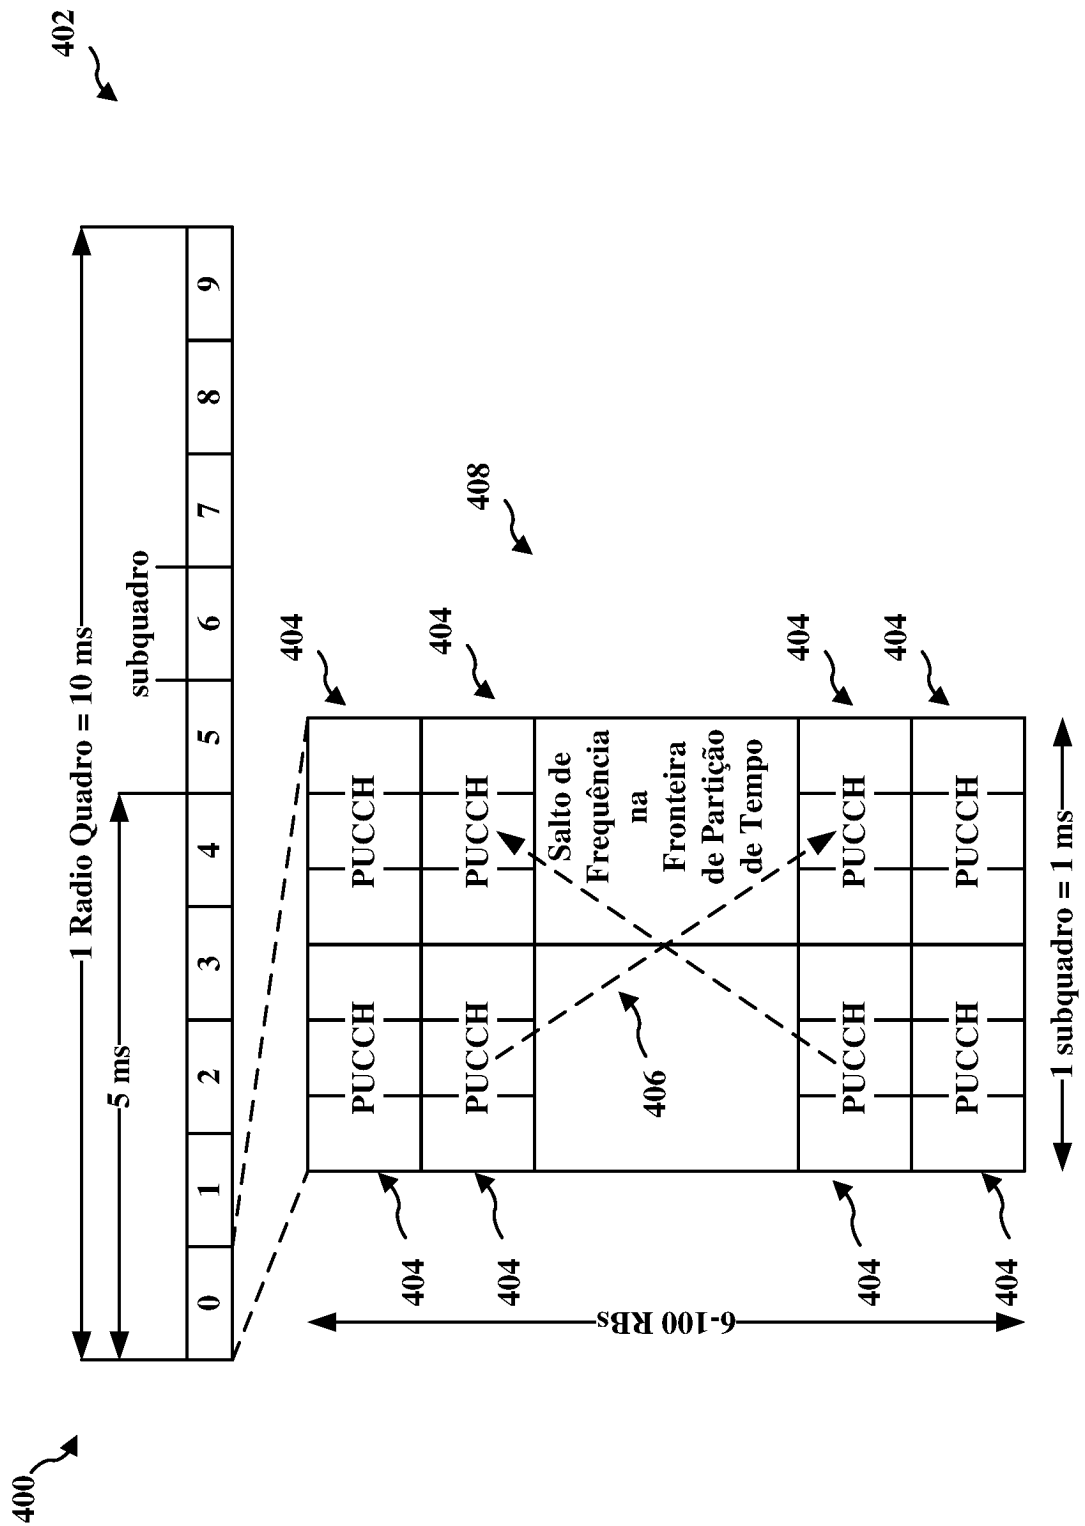 402
1 Radio Quadro = 10 ms
5 ms
subquadro
0 1 2 3 4 5 6 7 8 9
400
408
404
404
404
404
PUCCH PUCCH
PUCCH PUCCH
Salto de
Frequência
na
Fronteira
de Partição
de Tempo
406
PUCCH PUCCH
PUCCH PUCCH
404
404
404
404
6-100 RBs
1 subquadro = 1 ms